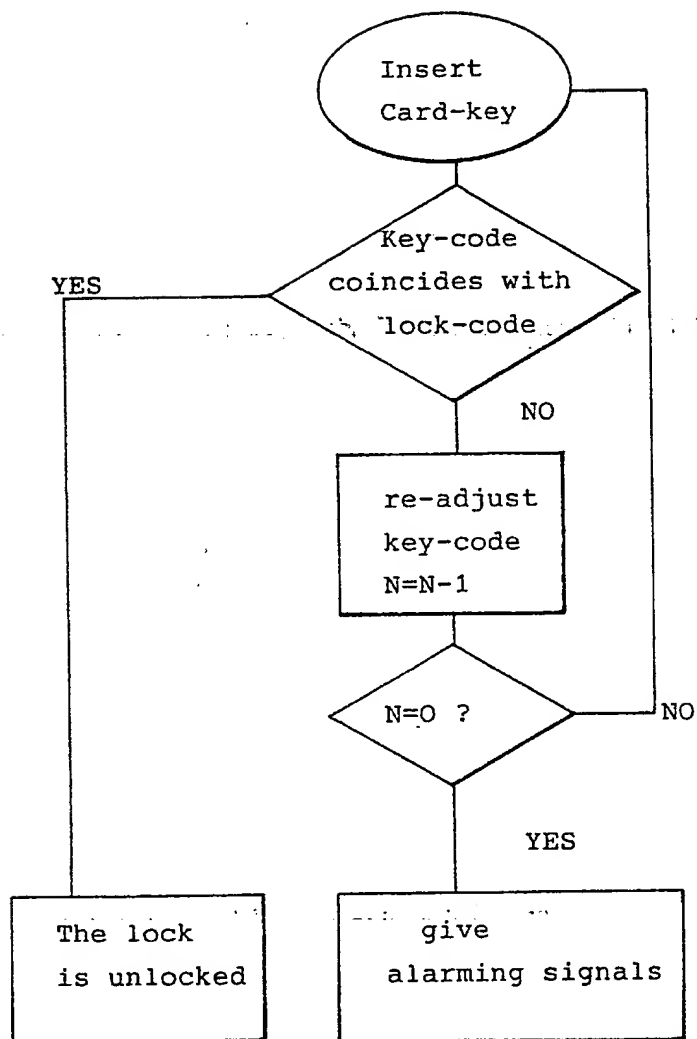 Insert
Card-key
Key-code
YES
coincides with
lock-code
NO
re-adjust
key-code
N=N-1
N=O ?
NO
YES
The lock
is unlocked
give
alarming signals